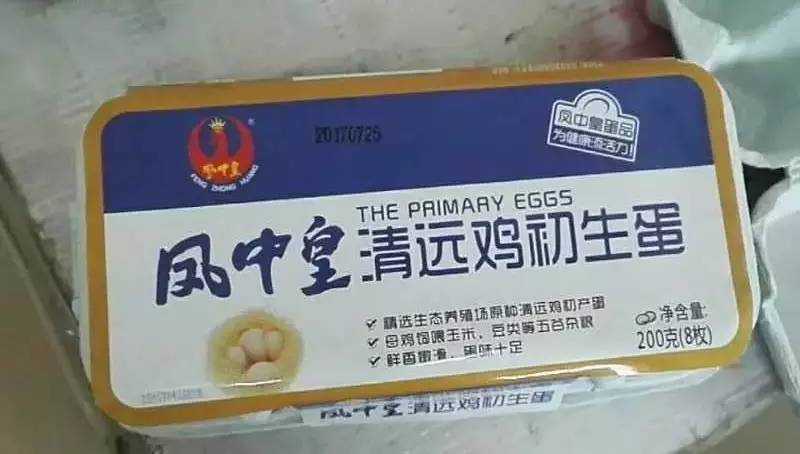 凤中皇
FENG ZHONG HUANG
®
20170725
凤中皇蛋品
为健康添活力!
THE PRIMARY EGGS
凤中皇清远鸡初生蛋
✓ 精选生态养殖场原种清远鸡初产蛋
✓ 母鸡饲喂玉米、豆类等五谷杂粮
✓ 鲜香嫩滑，蛋味十足
净含量:
200克(8枚)
凤中皇 清远鸡初生蛋